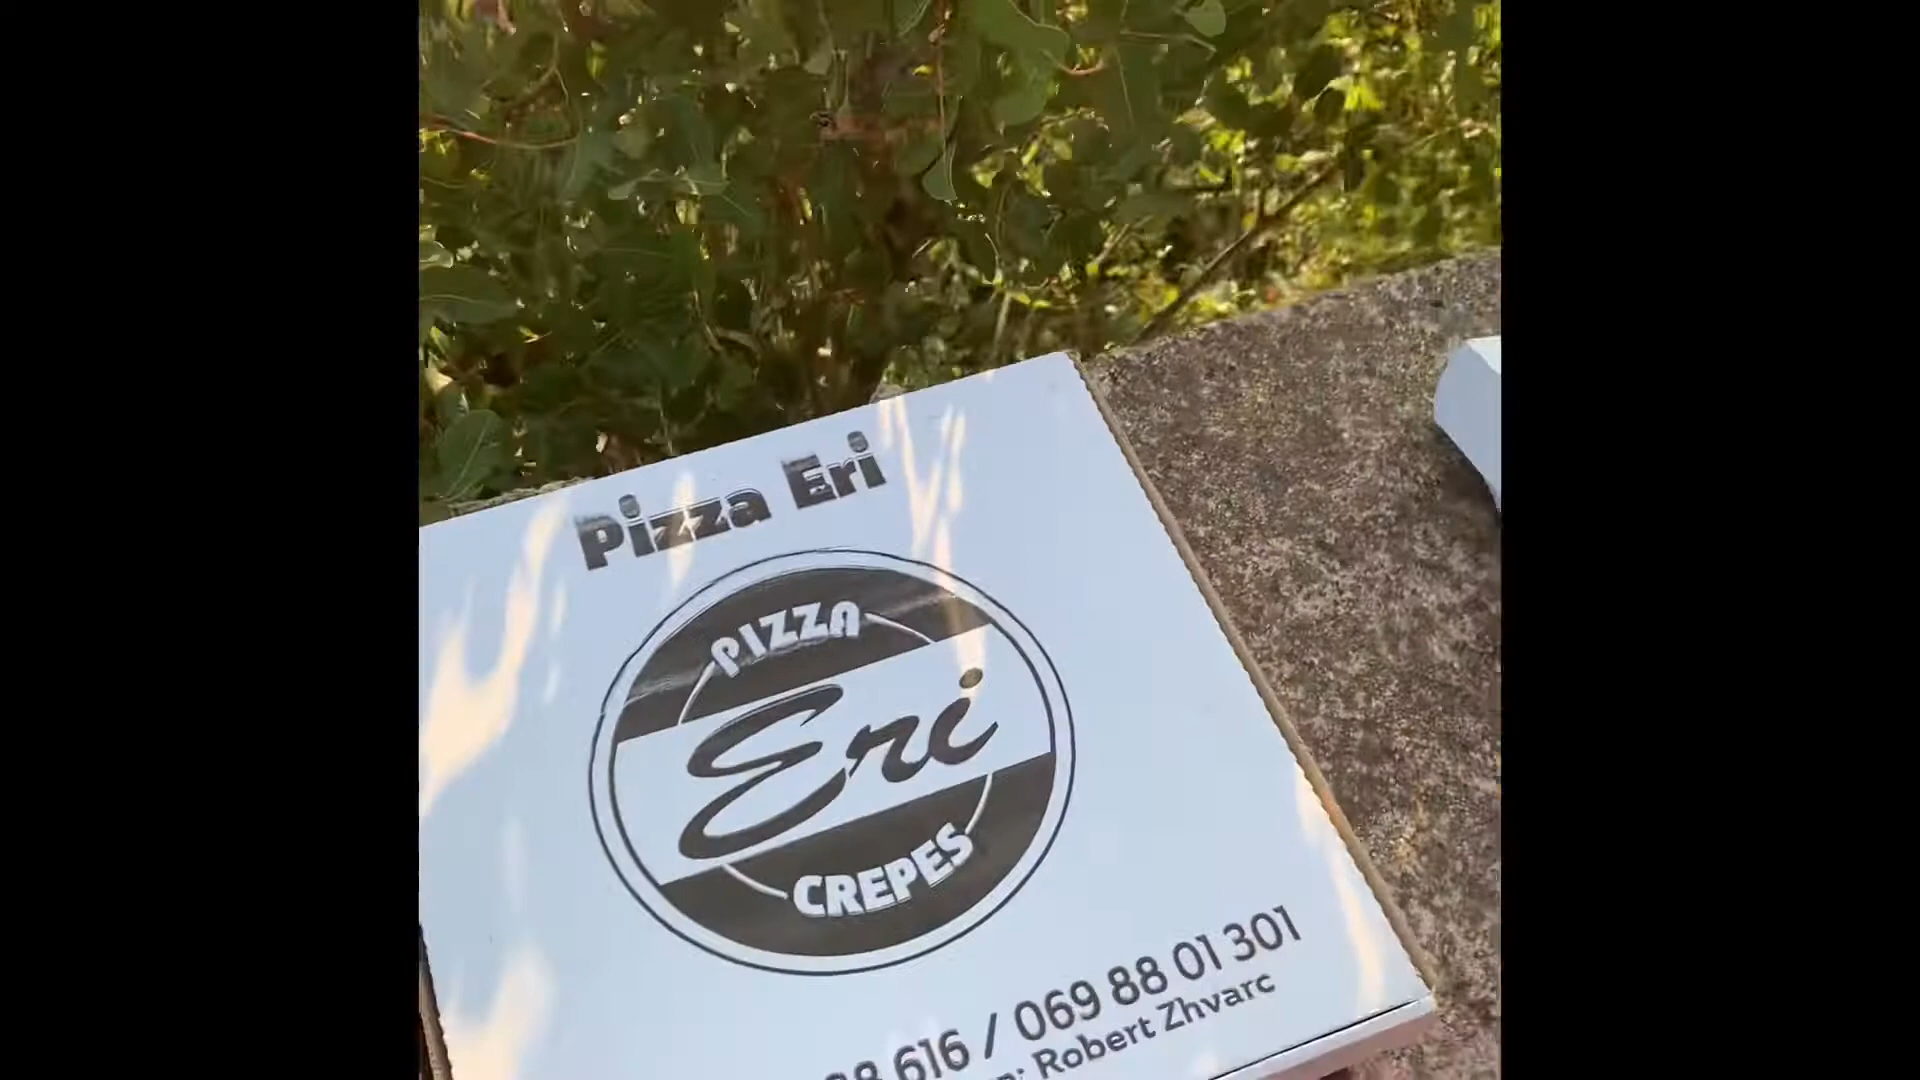 Pizza Eri
PIZZA
Eri
CREPES
616 / 069 88 01 301
Robert Zhvarc